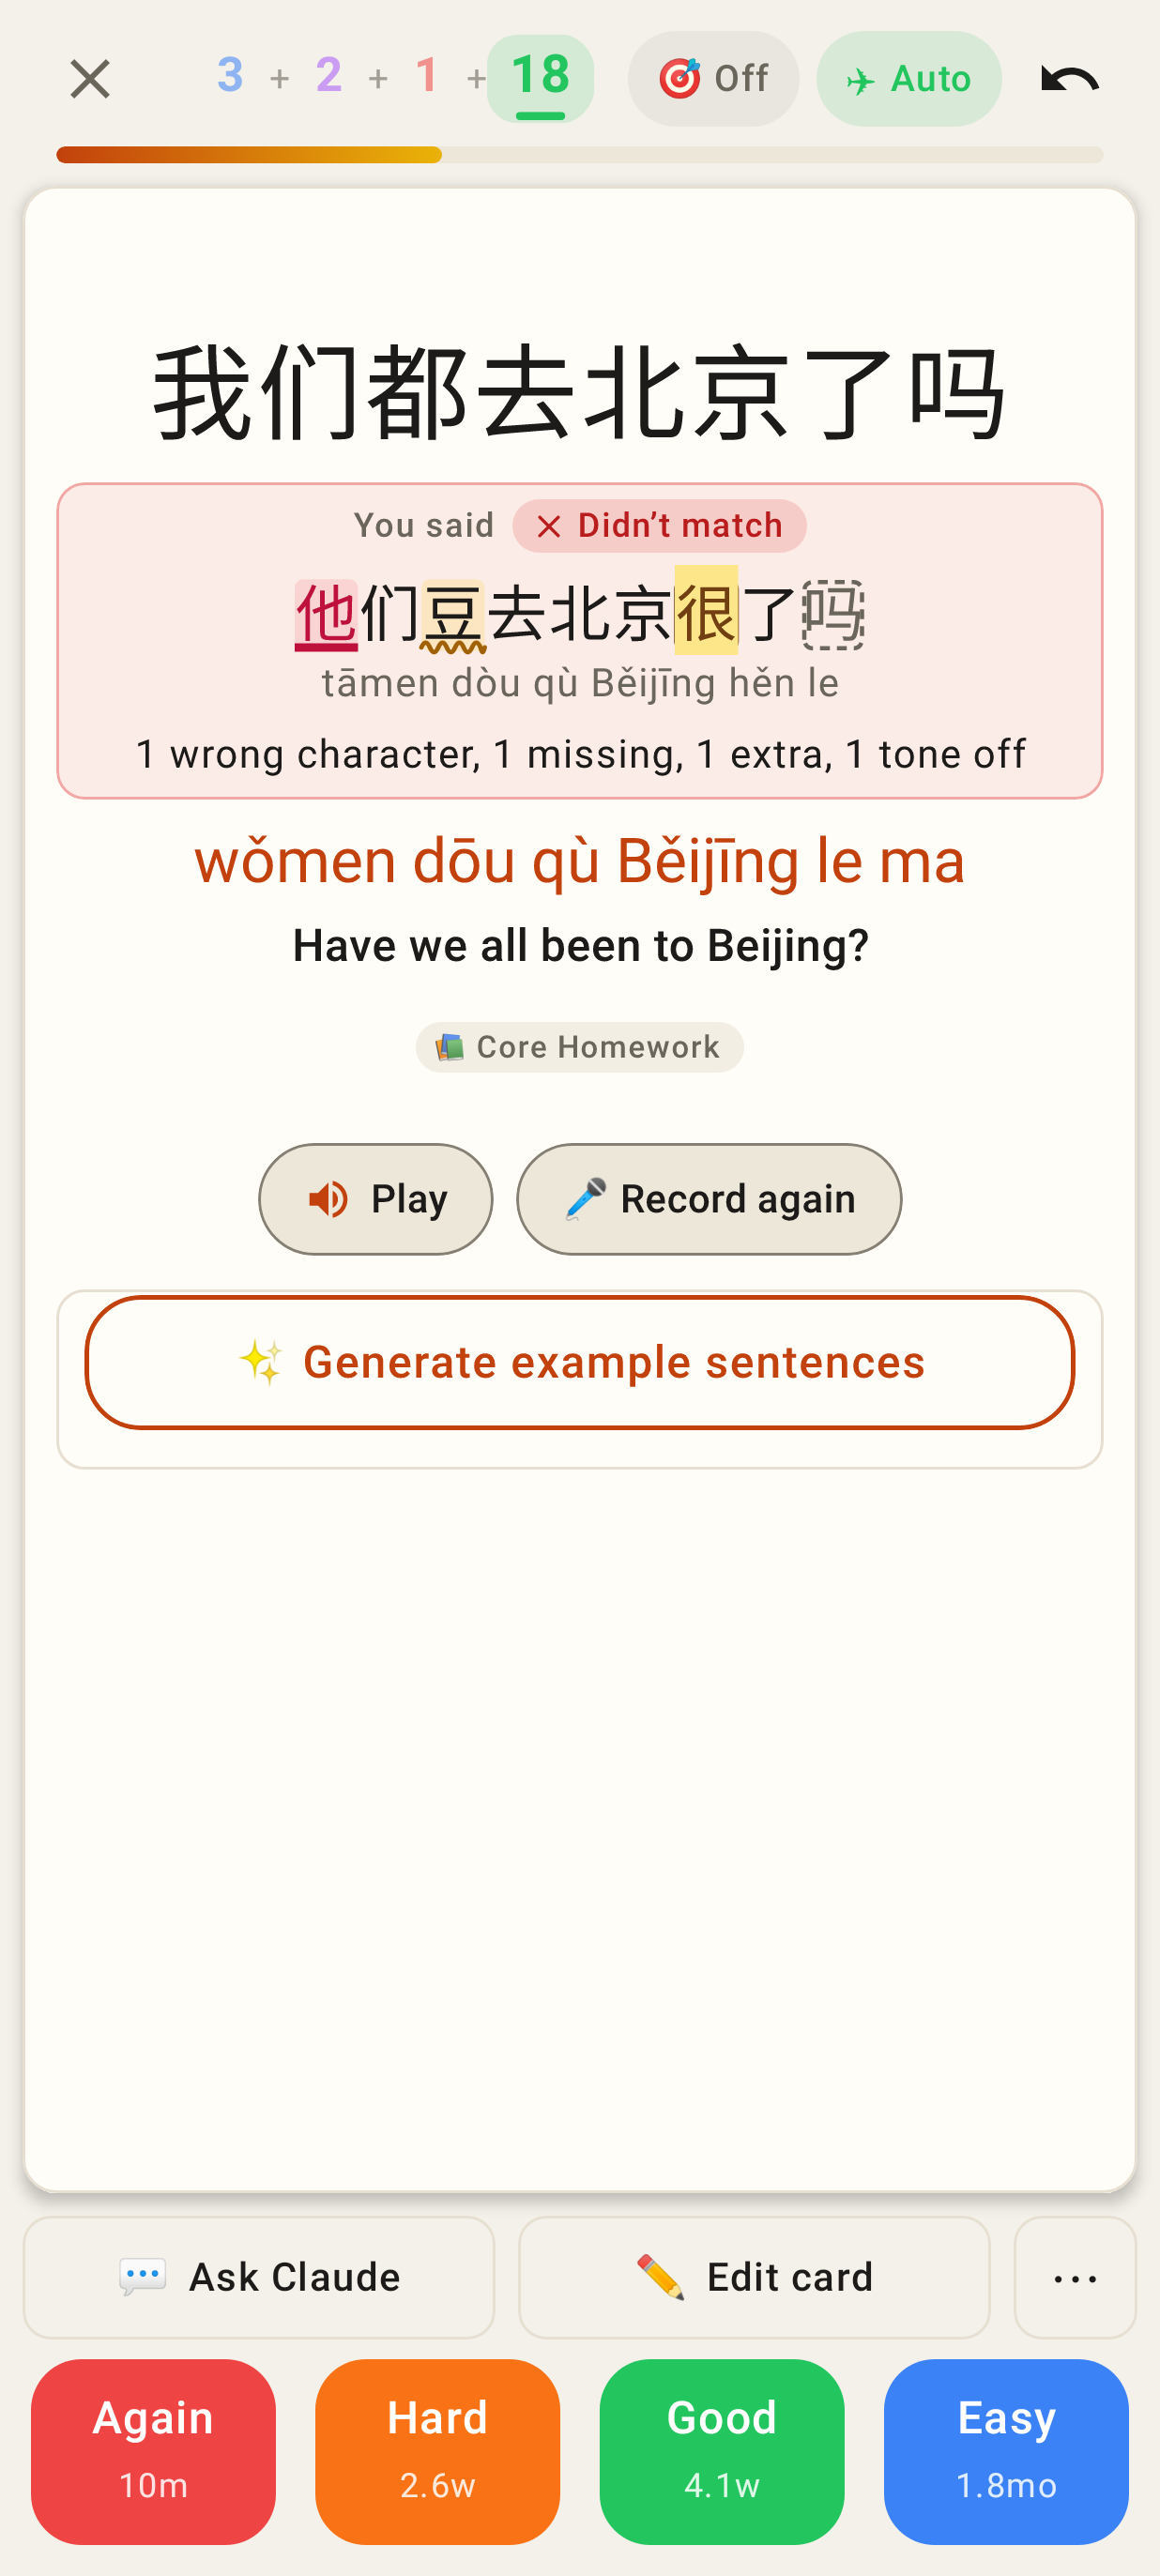 3 + 2 + 1 + 18 Off Auto
我们都去北京了吗
You said Didn’t match
他们豆去北京很了吗
tāmen dòu qù Běijīng hěn le
1 wrong character, 1 missing, 1 extra, 1 tone off
wǒmen dōu qù Běijīng le ma
Have we all been to Beijing?
Core Homework
Play Record again
Generate example sentences
Ask Claude Edit card ...
Again Hard Good Easy
10m 2.6w 4.1w 1.8mo